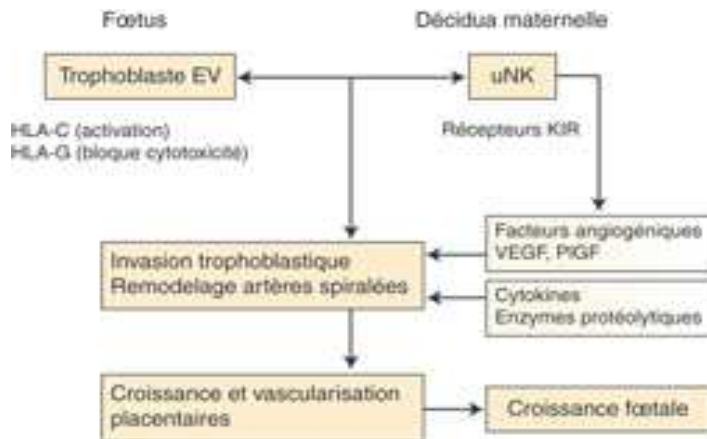 Fœtus
Décidua maternelle
Trophoblaste EV
uNK
HLA-C (activation)
HLA-G (bloque cytotoxicité)
Récepteurs KIR
Facteurs angiogéniques
VEGF, PlGF
Invasion trophoblastique
Remodelage artères spiralées
Cytokines
Enzymes protéolytiques
Croissance et vascularisation
placentaires
Croissance fœtale